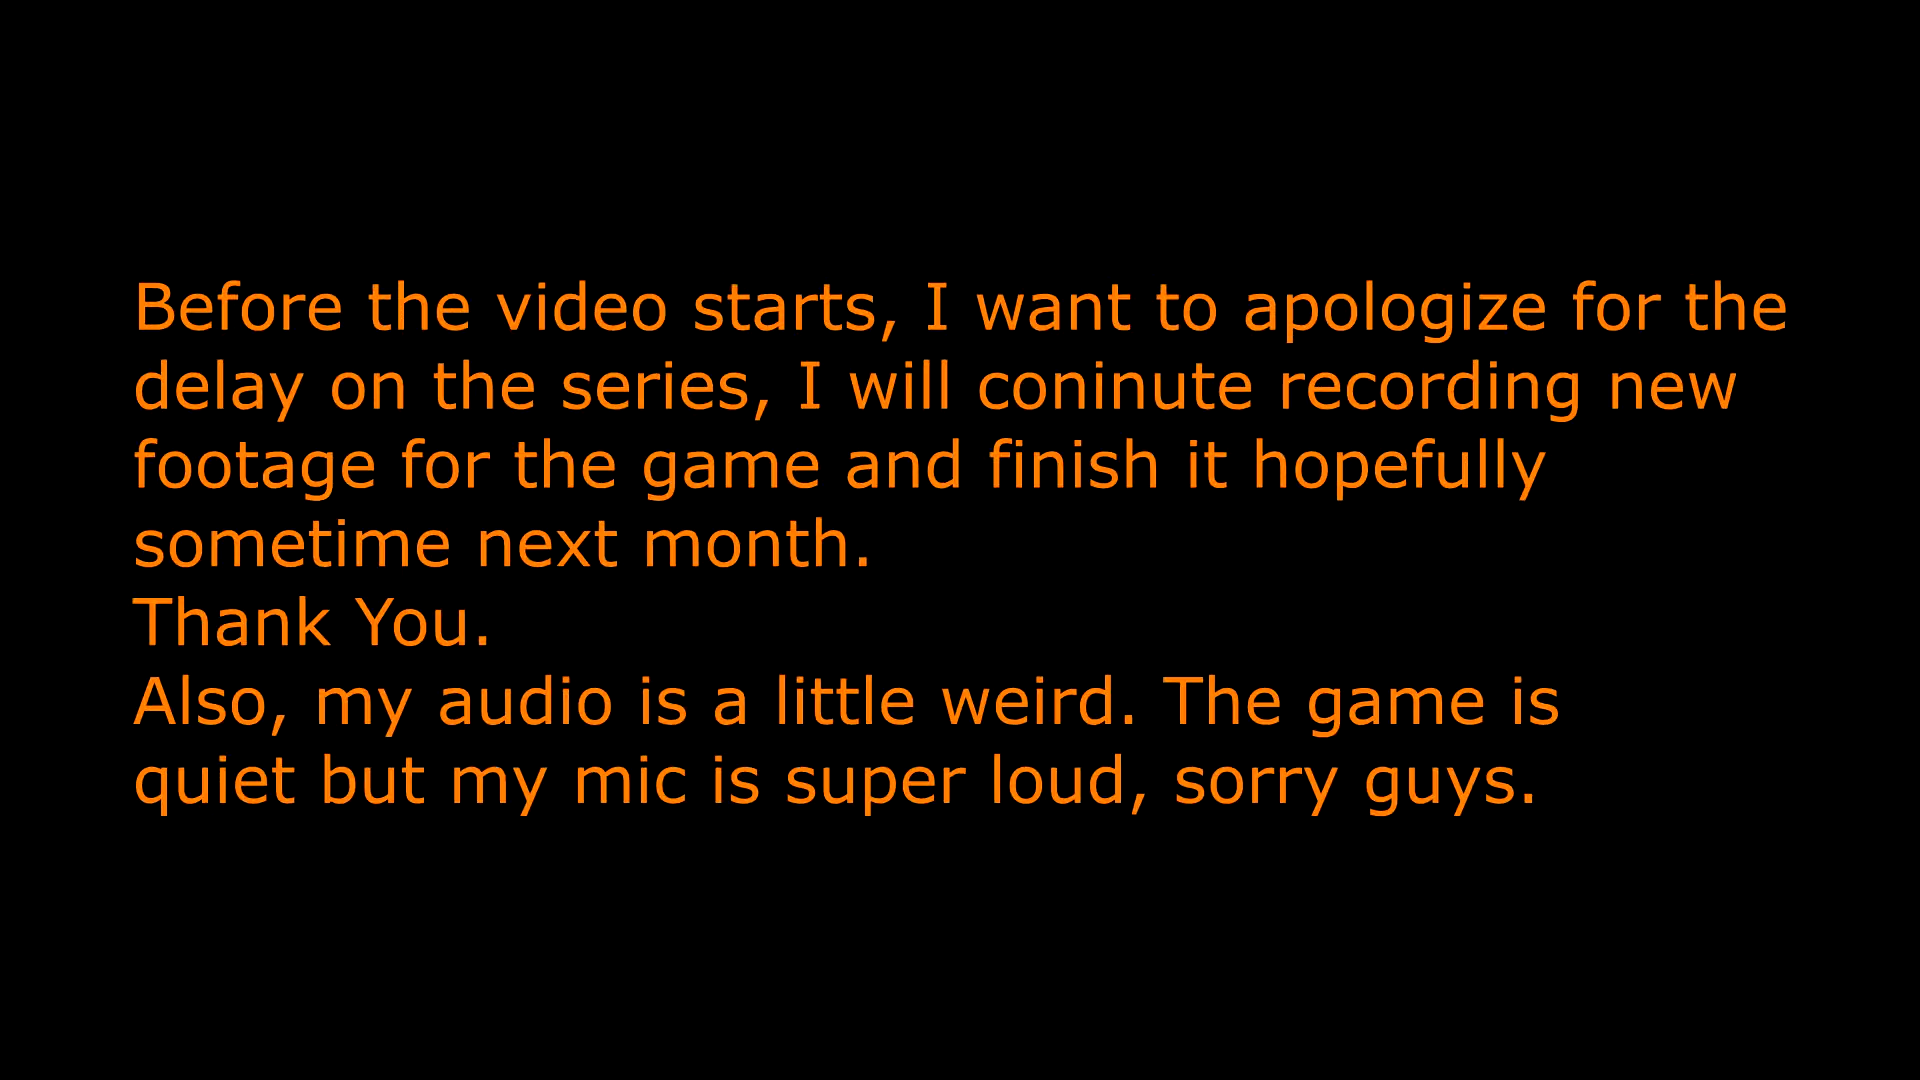 Before the video starts, I want to apologize for the
delay on the series, I will coninute recording new
footage for the game and finish it hopefully
sometime next month.
Thank You.
Also, my audio is a little weird. The game is
quiet but my mic is super loud, sorry guys.